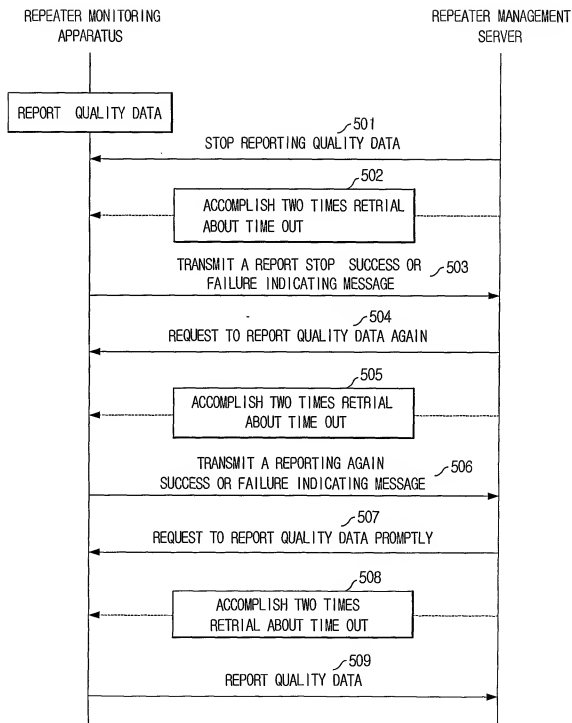 REPEATER MONITORING
APPARATUS
REPEATER MANAGEMENT
SERVER
REPORT QUALITY DATA
501
STOP REPORTING QUALITY DATA
502
ACCOMPLISH TWO TIMES RETRIAL
ABOUT TIME OUT
TRANSMIT A REPORT STOP SUCCESS OR
FAILURE INDICATING MESSAGE
503
504
REQUEST TO REPORT QUALITY DATA AGAIN
505
ACCOMPLISH TWO TIMES RETRIAL
ABOUT TIME OUT
TRANSMIT A REPORTING AGAIN
SUCCESS OR FAILURE INDICATING MESSAGE
506
507
REQUEST TO REPORT QUALITY DATA PROMPTLY
508
ACCOMPLISH TWO TIMES
RETRIAL ABOUT TIME OUT
509
REPORT QUALITY DATA